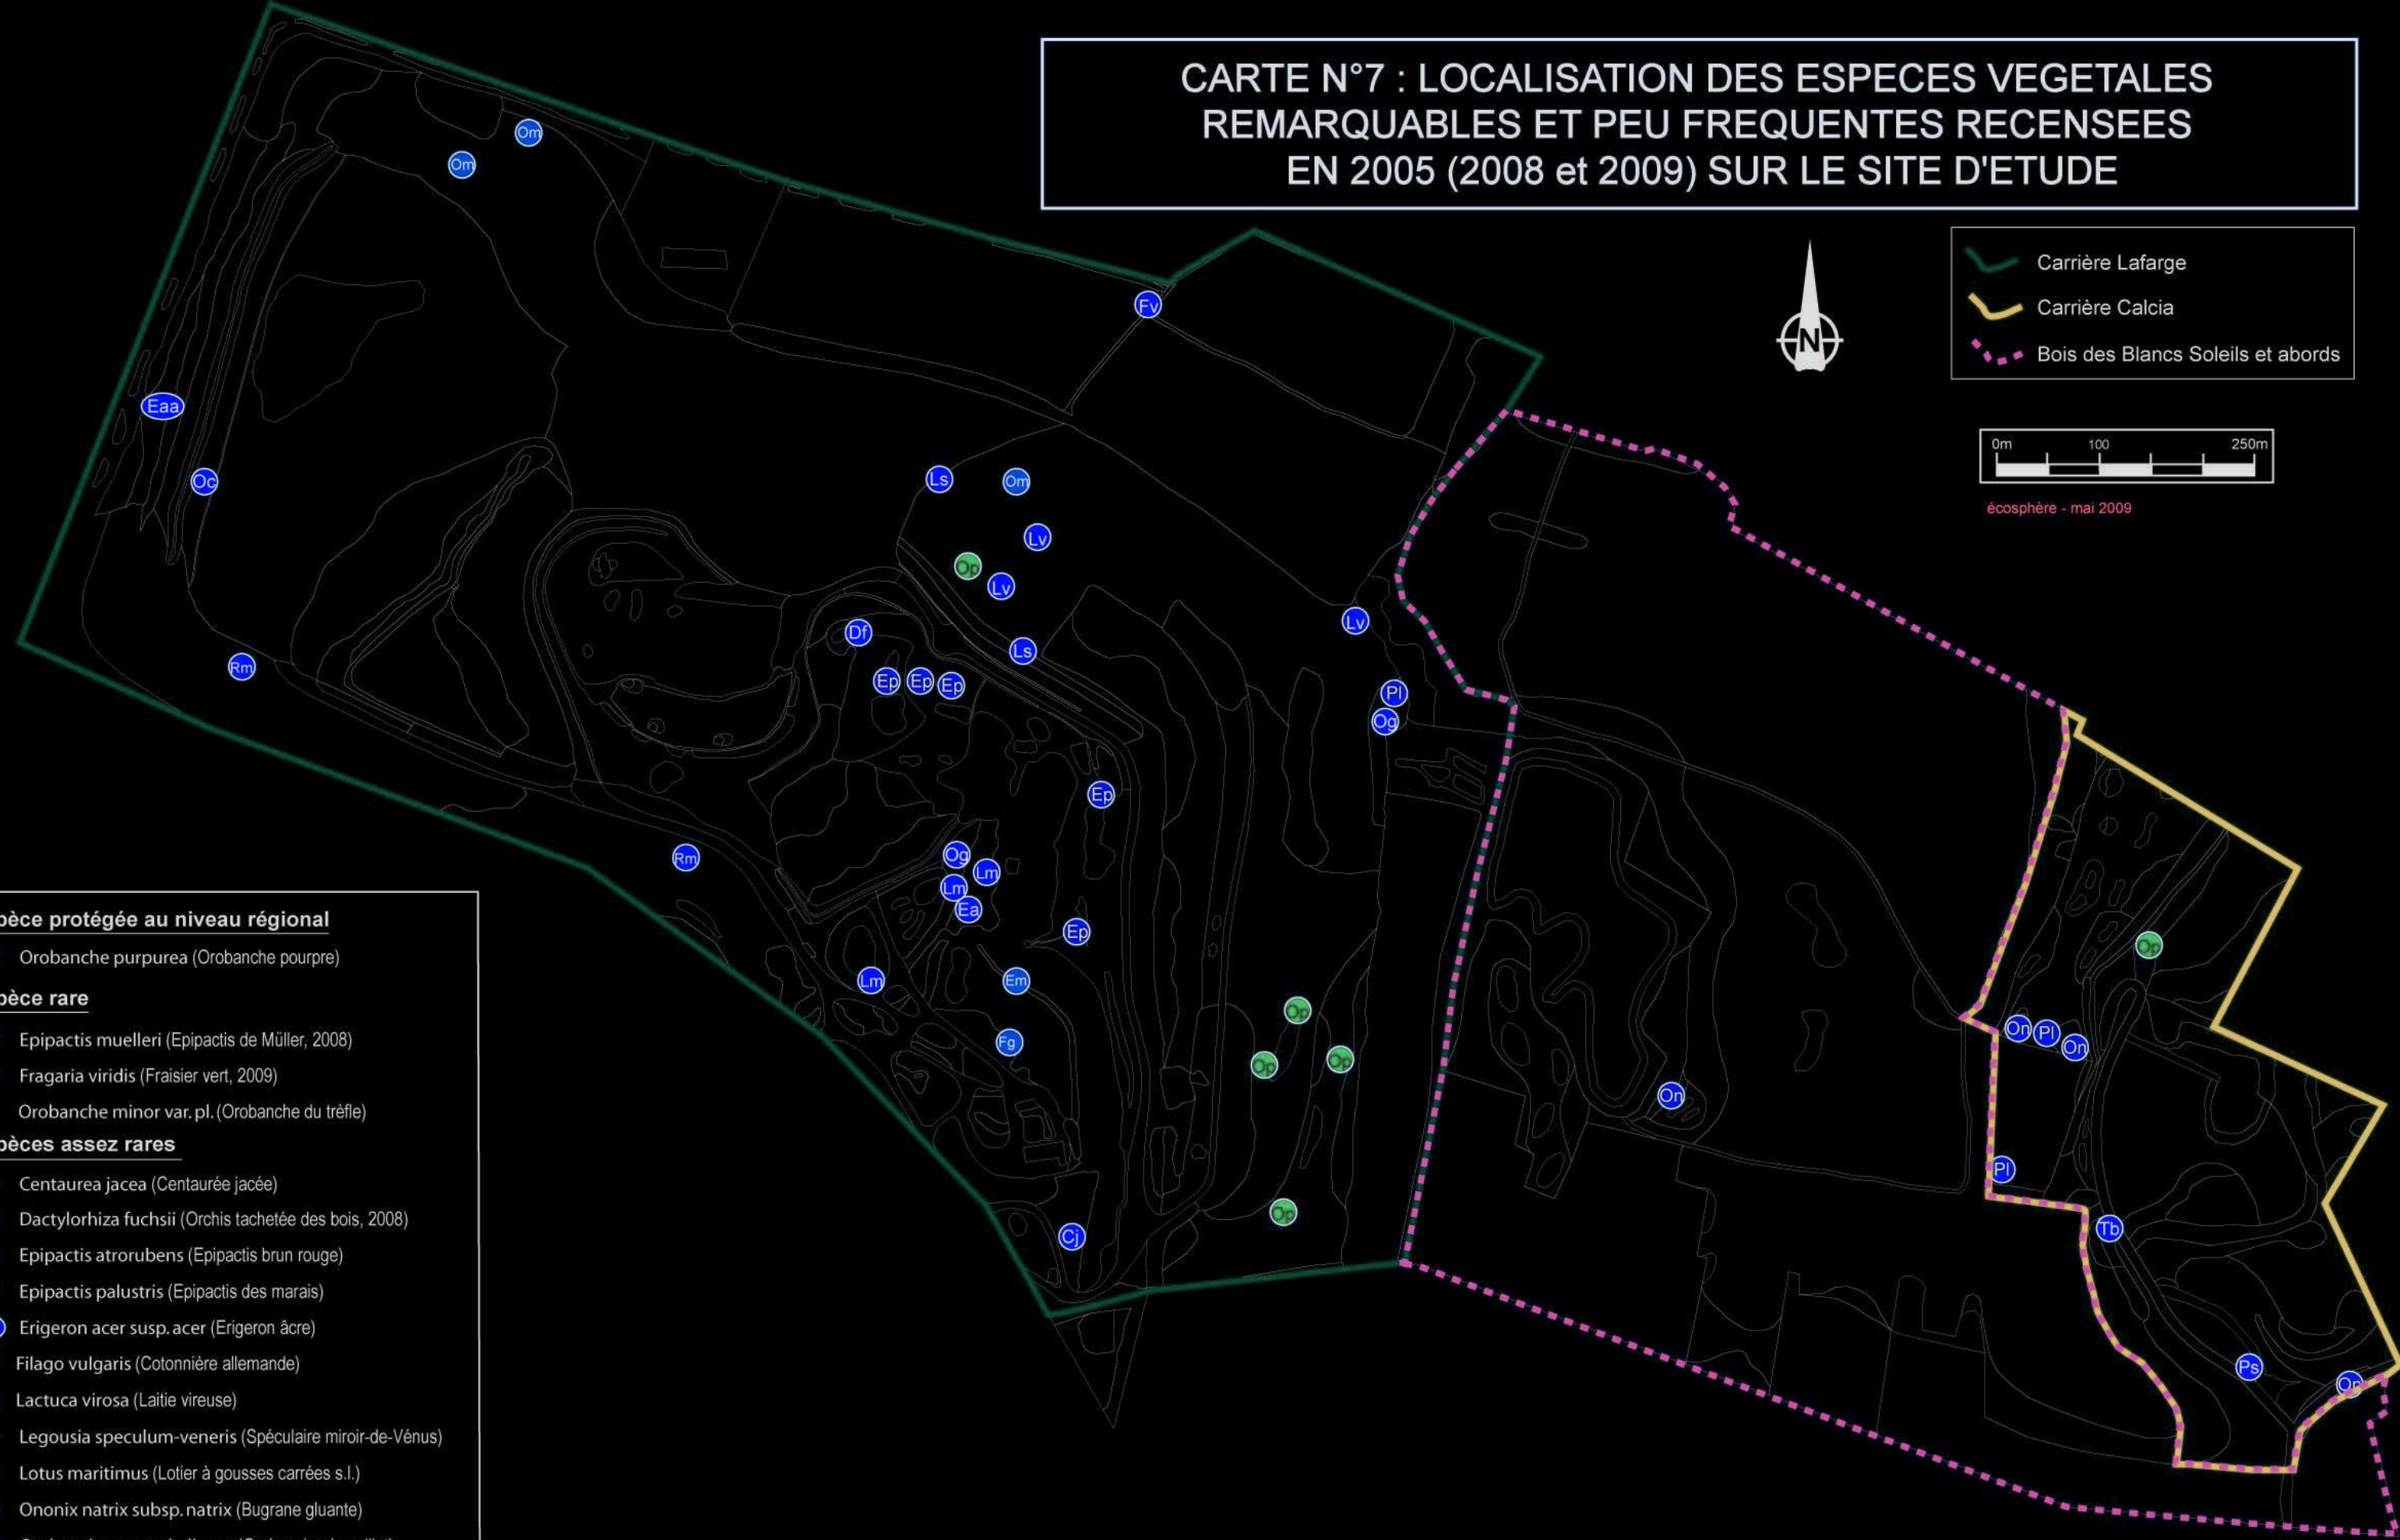 CARTE N°7 : LOCALISATION DES ESPECES VEGETALES
REMARQUABLES ET PEU FREQUENTES RECENSEES
EN 2005 (2008 et 2009) SUR LE SITE D'ETUDE
Carrière Lafarge
Carrière Calcia
Bois des Blancs Soleils et abords
N
0m 100 250m
écosphère - mai 2009
Om
Om
Fv
Eaa
Oc
Ls
Om
Lv
Op
Lv
Df
Ls
Lv
Rm
Ep Ep Ep
Pl
Og
Ep
Rm
Og
Lm
Lm
Ea
Ep
Op
Lm
Em
Op
On Pl
On
Fg
Op
Op
On
Pl
Op
Tb
Cj
Ps
pèce protégée au niveau régional
Orobanche purpurea (Orobanche pourpre)
pèce rare
Epipactis muelleri (Epipactis de Müller, 2008)
Fragaria viridis (Fraisier vert, 2009)
Orobanche minor var. pl. (Orobanche du trèfle)
pèces assez rares
Centaurea jacea (Centaurée jacée)
Dactylorhiza fuchsii (Orchis tachetée des bois, 2008)
Epipactis atrorubens (Epipactis brun rouge)
Epipactis palustris (Epipactis des marais)
Erigeron acer susp. acer (Erigeron âcre)
Filago vulgaris (Cotonnière allemande)
Lactuca virosa (Laitie vireuse)
Legousia speculum-veneris (Spéculaire miroir-de-Vénus)
Lotus maritimus (Lotier à gousses carrées s.l.)
Ononix natrix subsp. natrix (Bugrane gluante)